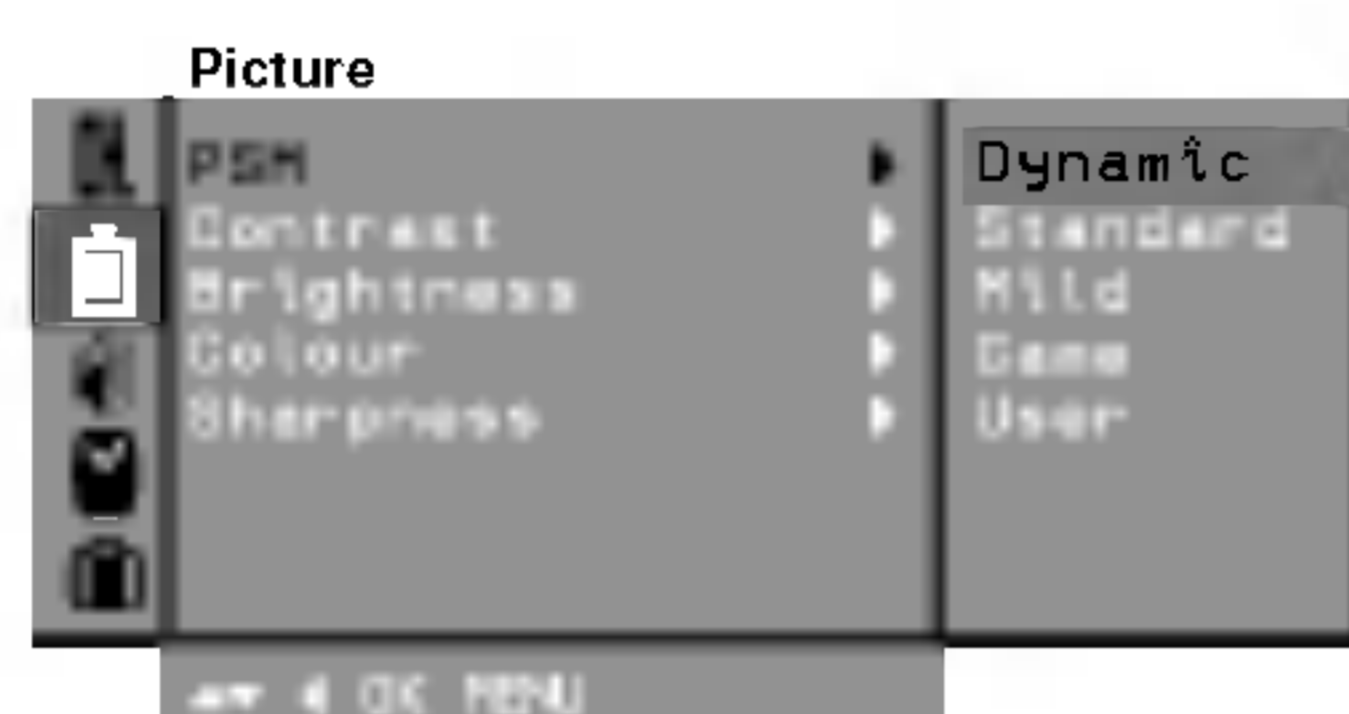 Picture
PSM
Contrast
Brightness
Colour
Sharpness
Dynamic
Standard
Mild
Game
User
OK MENU